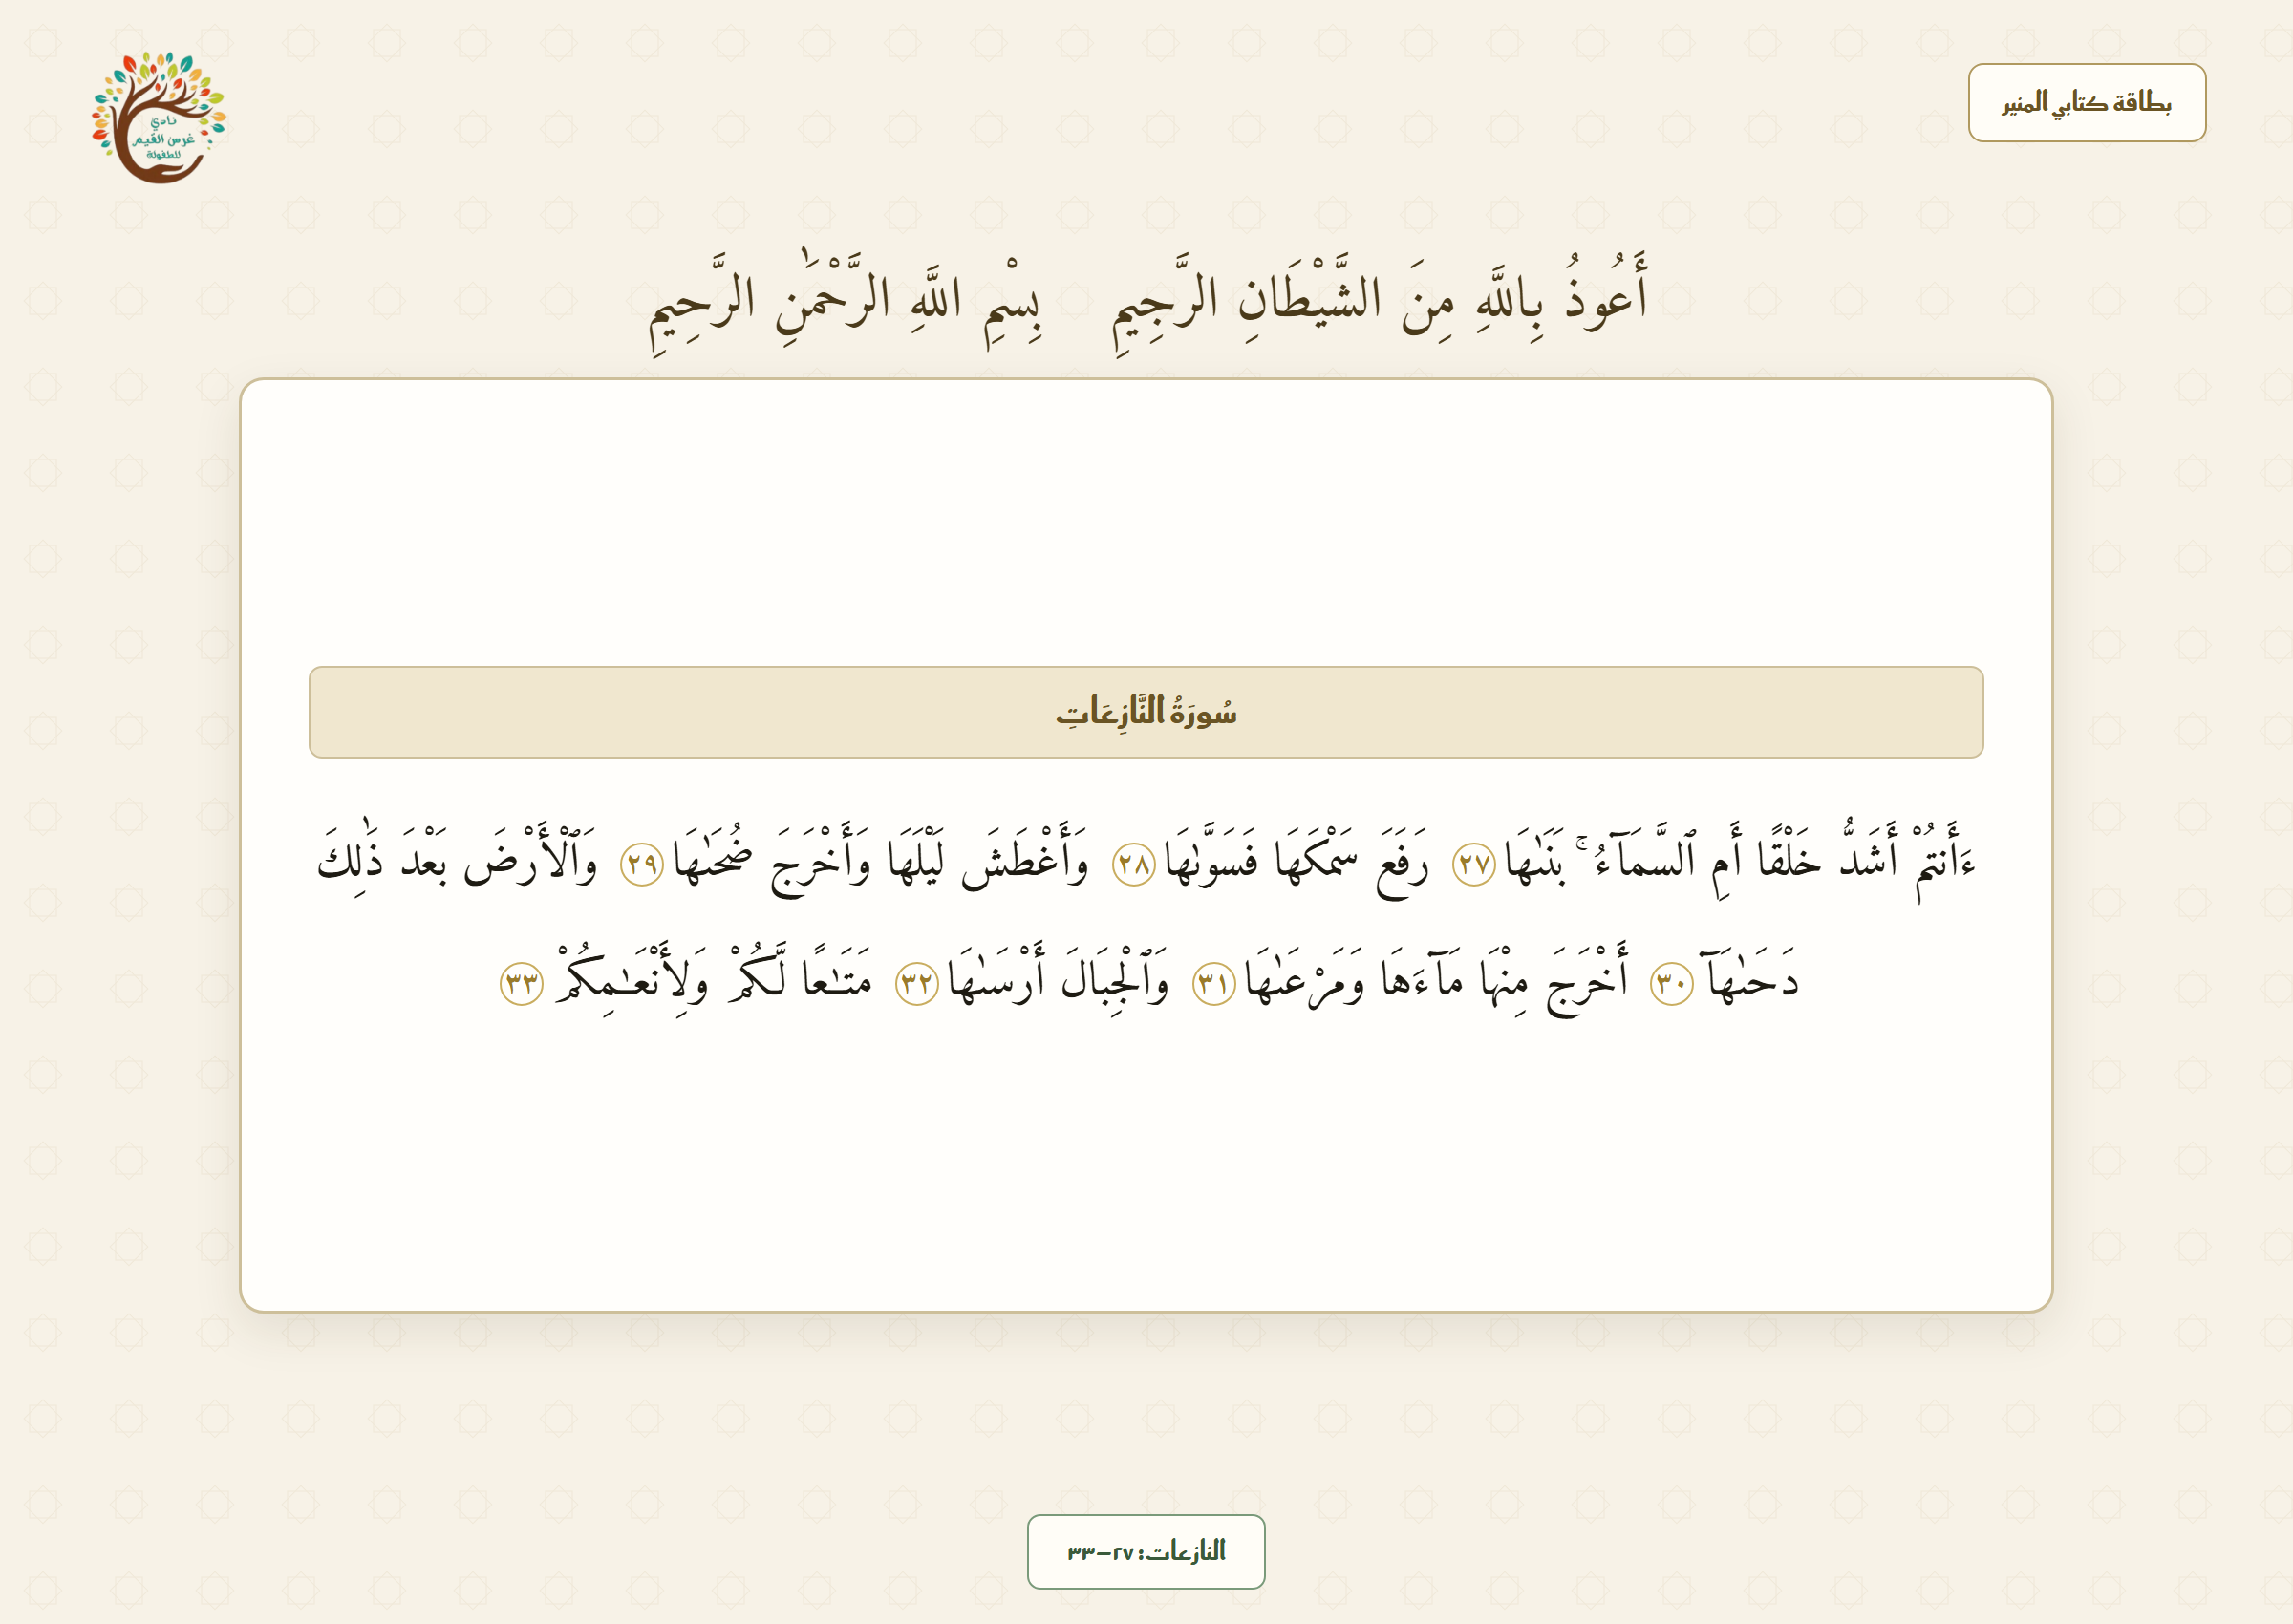 بطاقة كتابي المنير
نادي
غرس القيم
للطفولة
أَعُوذُ بِاللَّهِ مِنَ الشَّيْطَانِ الرَّجِيمِ بِسْمِ اللَّهِ الرَّحْمَٰنِ الرَّحِيمِ
سُورَةُ النَّازِعَاتِ
ءَأَنتُمْ أَشَدُّ خَلْقًا أَمِ ٱلسَّمَآءُ ۚ بَنَىٰهَا ٢٧ رَفَعَ سَمْكَهَا فَسَوَّىٰهَا ٢٨ وَأَغْطَشَ لَيْلَهَا وَأَخْرَجَ ضُحَىٰهَا ٢٩ وَٱلْأَرْضَ بَعْدَ ذَٰلِكَ
دَحَىٰهَآ ٣٠ أَخْرَجَ مِنْهَا مَآءَهَا وَمَرْعَىٰهَا ٣١ وَٱلْجِبَالَ أَرْسَىٰهَا ٣٢ مَتَـٰعًا لَّكُمْ وَلِأَنْعَـٰمِكُمْ ٣٣
النازعات: ٢٧–٣٣